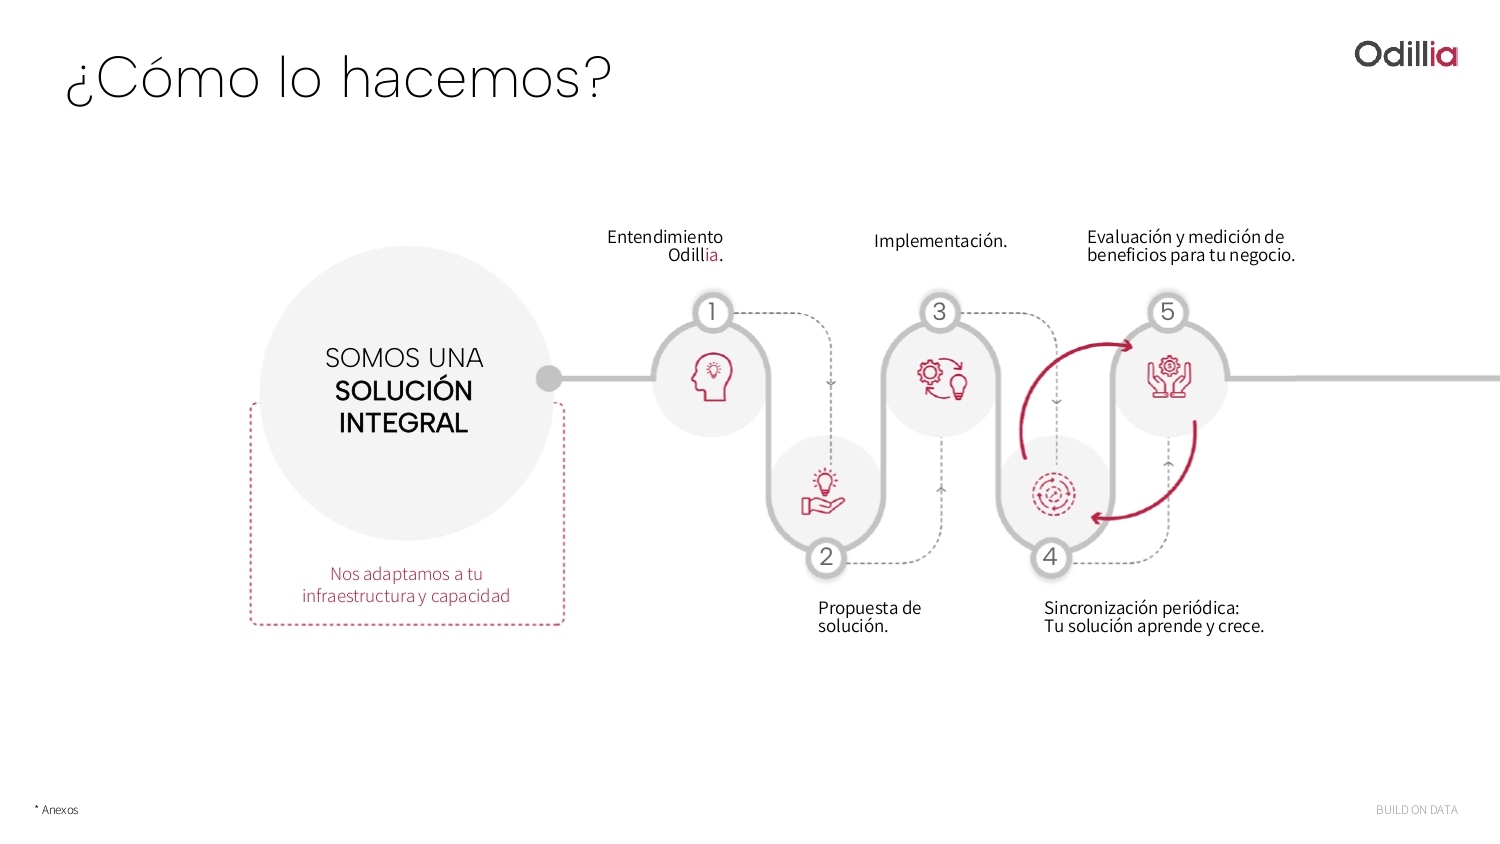 ¿Cómo lo hacemos?
Odillia
SOMOS UNA
SOLUCIÓN
INTEGRAL
Nos adaptamos a tu
infraestructura y capacidad
Entendimiento
Odillia.
1
2
Propuesta de
solución.
Implementación.
3
4
Sincronización periódica:
Tu solución aprende y crece.
Evaluación y medición de
beneficios para tu negocio.
5
* Anexos
BUILD ON DATA